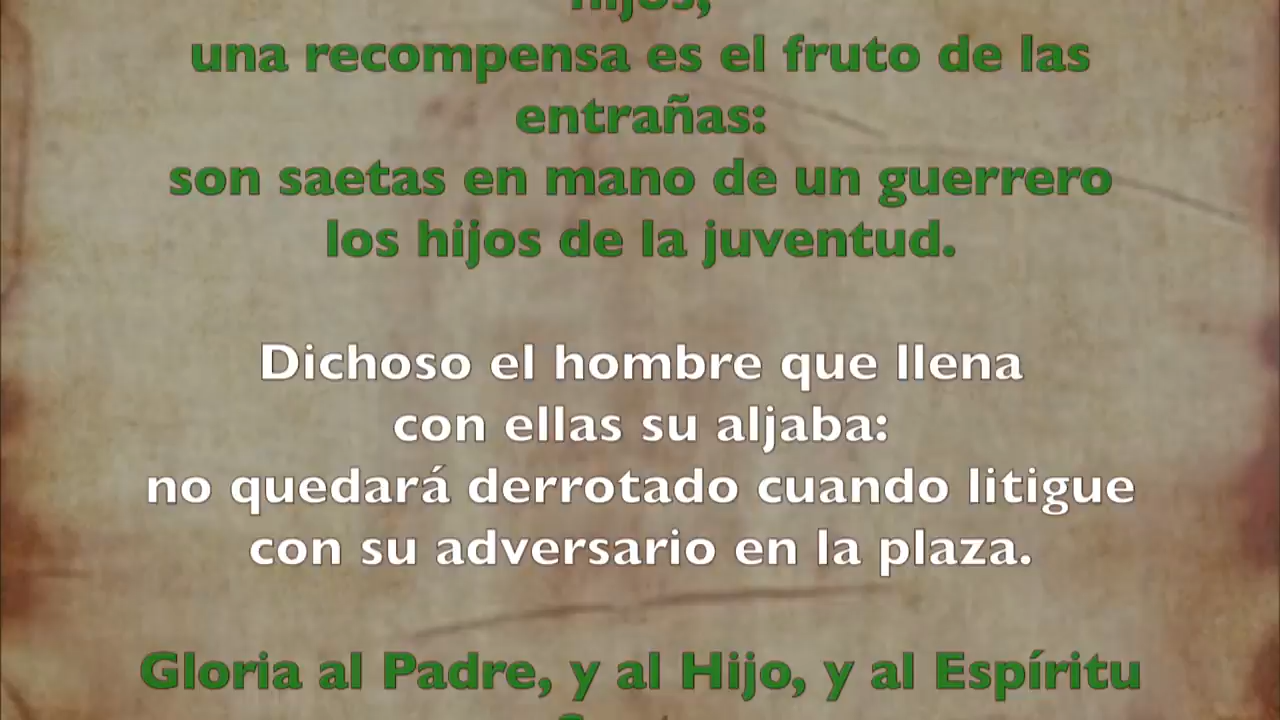 hijos,
una recompensa es el fruto de las
entrañas:
son saetas en mano de un guerrero
los hijos de la juventud.
Dichoso el hombre que llena
con ellas su aljaba:
no quedará derrotado cuando litigue
con su adversario en la plaza.
Gloria al Padre, y al Hijo, y al Espíritu